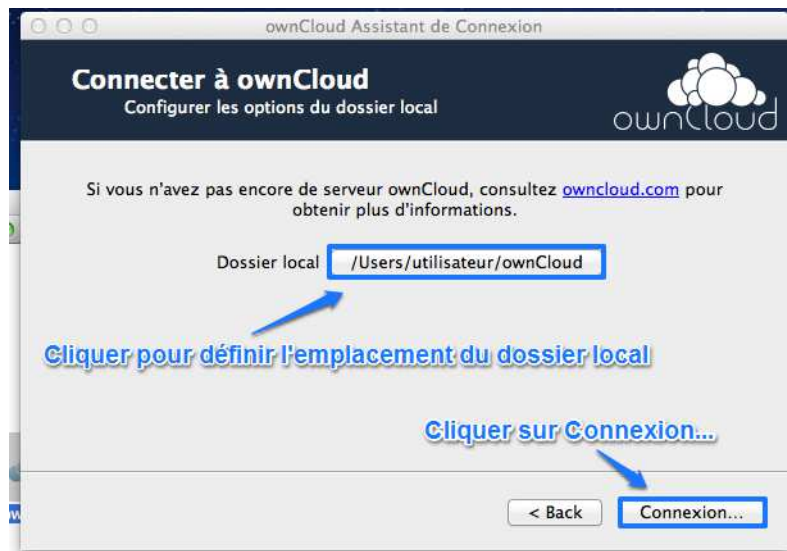 ownCloud Assistant de Connexion
Connecter à ownCloud
Configurer les options du dossier local
ownCloud
Si vous n'avez pas encore de serveur ownCloud, consultez owncloud.com pour
obtenir plus d'informations.
Dossier local /Users/utilisateur/ownCloud
Cliquer pour définir l'emplacement du dossier local
Cliquer sur Connexion...
< Back Connexion...